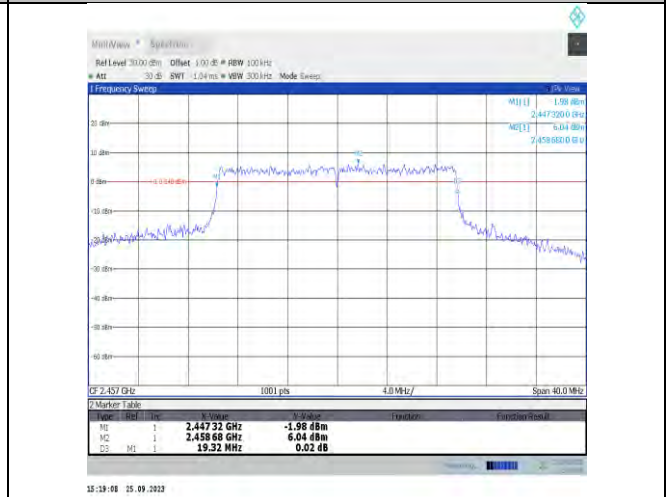 MultiView Spectrum
Ref Level 30.00 dBm Offset 1.00 dB RBW 100 kHz
Att 30 dB SWT 1.04 ms VBW 300 kHz Mode Sweep
1 Frequency Sweep 1Pk View
M1[1] -1.98 dBm
2.447320 0 GHz
M2[1] 6.04 dBm
2.458680 0 GHz
20 dBm
10 dBm
M2
0 dBm
-10 dBm
-20 dBm
-30 dBm
-40 dBm
-50 dBm
-60 dBm
CF 2.457 GHz 1001 pts 4.0 MHz/ Span 40.0 MHz
2 Marker Table
Type Ref Trc X-Value Y-Value Function Function Result
M1 1 2.447 32 GHz -1.98 dBm
M2 1 2.458 68 GHz 6.04 dBm
D3 M1 1 19.32 MHz 0.02 dB
15:19:08 25.09.2023